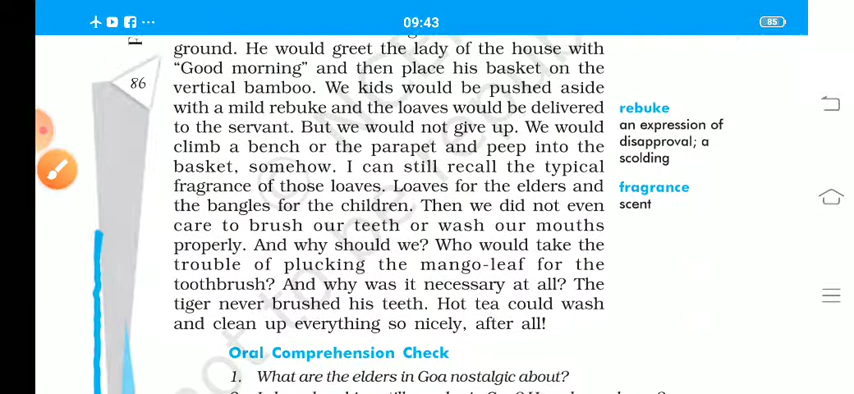 09:43
85
ground. He would greet the lady of the house with
“Good morning” and then place his basket on the
86
vertical bamboo. We kids would be pushed aside
with a mild rebuke and the loaves would be delivered
rebuke
to the servant. But we would not give up. We would
an expression of
climb a bench or the parapet and peep into the
disapproval; a
basket, somehow. I can still recall the typical
scolding
fragrance of those loaves. Loaves for the elders and
fragrance
the bangles for the children. Then we did not even
scent
care to brush our teeth or wash our mouths
properly. And why should we? Who would take the
trouble of plucking the mango-leaf for the
toothbrush? And why was it necessary at all? The
tiger never brushed his teeth. Hot tea could wash
and clean up everything so nicely, after all!
Oral Comprehension Check
1. What are the elders in Goa nostalgic about?